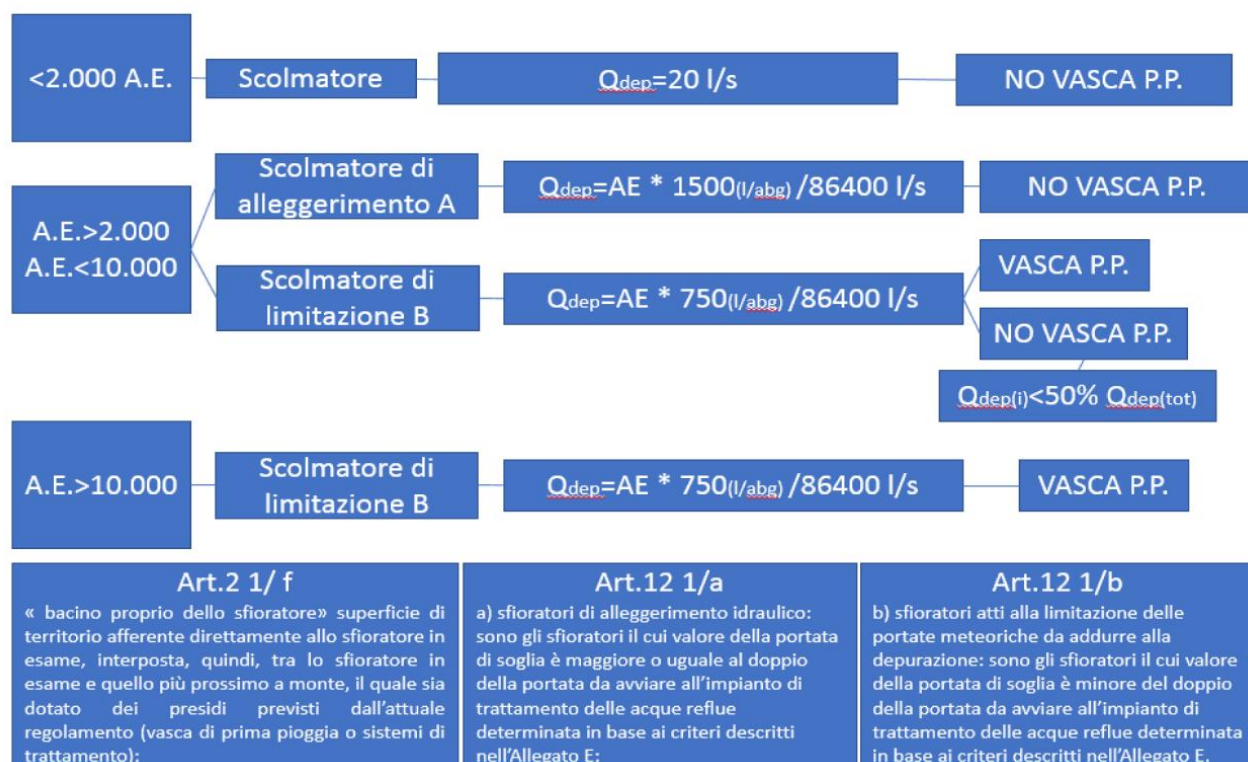 <2.000 A.E.
Scolmatore
Qdep=20 l/s
NO VASCA P.P.
A.E.>2.000
A.E.<10.000
Scolmatore di
alleggerimento A
Qdep=AE * 1500(l/abg) /86400 l/s
NO VASCA P.P.
Scolmatore di
limitazione B
Qdep=AE * 750(l/abg) /86400 l/s
VASCA P.P.
NO VASCA P.P.
Qdep(i)<50% Qdep(tot)
A.E.>10.000
Scolmatore di
limitazione B
Qdep=AE * 750(l/abg) /86400 l/s
VASCA P.P.
Art.2 1/ f
« bacino proprio dello sfioratore» superficie di
territorio afferente direttamente allo sfioratore in
esame, interposta, quindi, tra lo sfioratore in
esame e quello più prossimo a monte, il quale sia
dotato dei presidi previsti dall'attuale
regolamento (vasca di prima pioggia o sistemi di
trattamento);
Art.12 1/a
a) sfioratori di alleggerimento idraulico:
sono gli sfioratori il cui valore della portata
di soglia è maggiore o uguale al doppio
della portata da avviare all'impianto di
trattamento delle acque reflue
determinata in base ai criteri descritti
nell'Allegato E;
Art.12 1/b
b) sfioratori atti alla limitazione delle
portate meteoriche da addurre alla
depurazione: sono gli sfioratori il cui valore
della portata di soglia è minore del doppio
della portata da avviare all'impianto di
trattamento delle acque reflue determinata
in base ai criteri descritti nell'Allegato E.